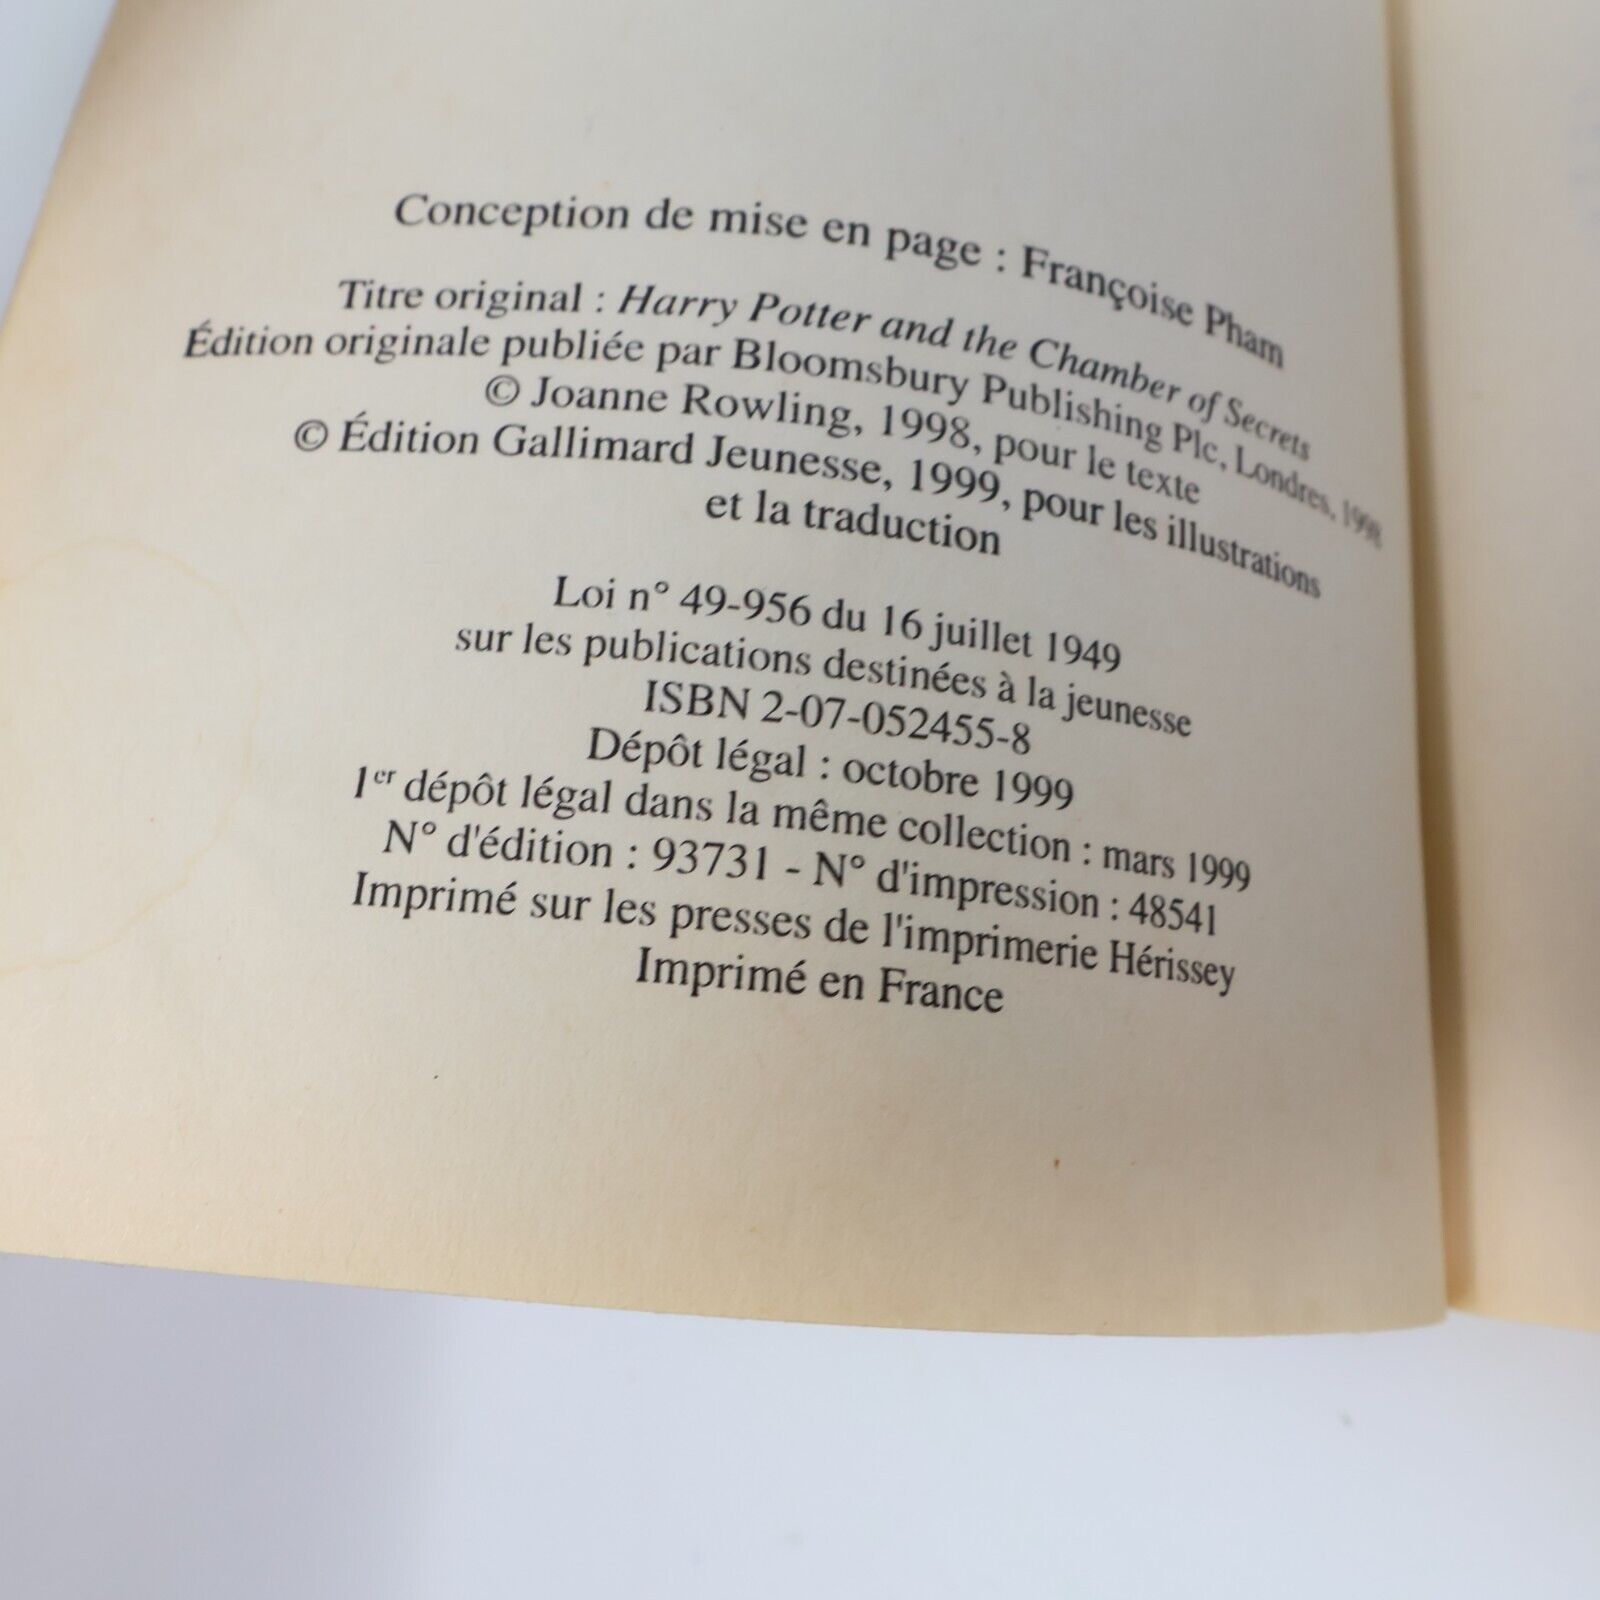 Conception de mise en page : Françoise Pham
Titre original : Harry Potter and the Chamber of Secrets
Édition originale publiée par Bloomsbury Publishing Plc, Londres, 1998
© Joanne Rowling, 1998, pour le texte
© Édition Gallimard Jeunesse, 1999, pour les illustrations
et la traduction
Loi n° 49-956 du 16 juillet 1949
sur les publications destinées à la jeunesse
ISBN 2-07-052455-8
Dépôt légal : octobre 1999
1er dépôt légal dans la même collection : mars 1999
N° d'édition : 93731 - N° d'impression : 48541
Imprimé sur les presses de l'imprimerie Hérissey
Imprimé en France